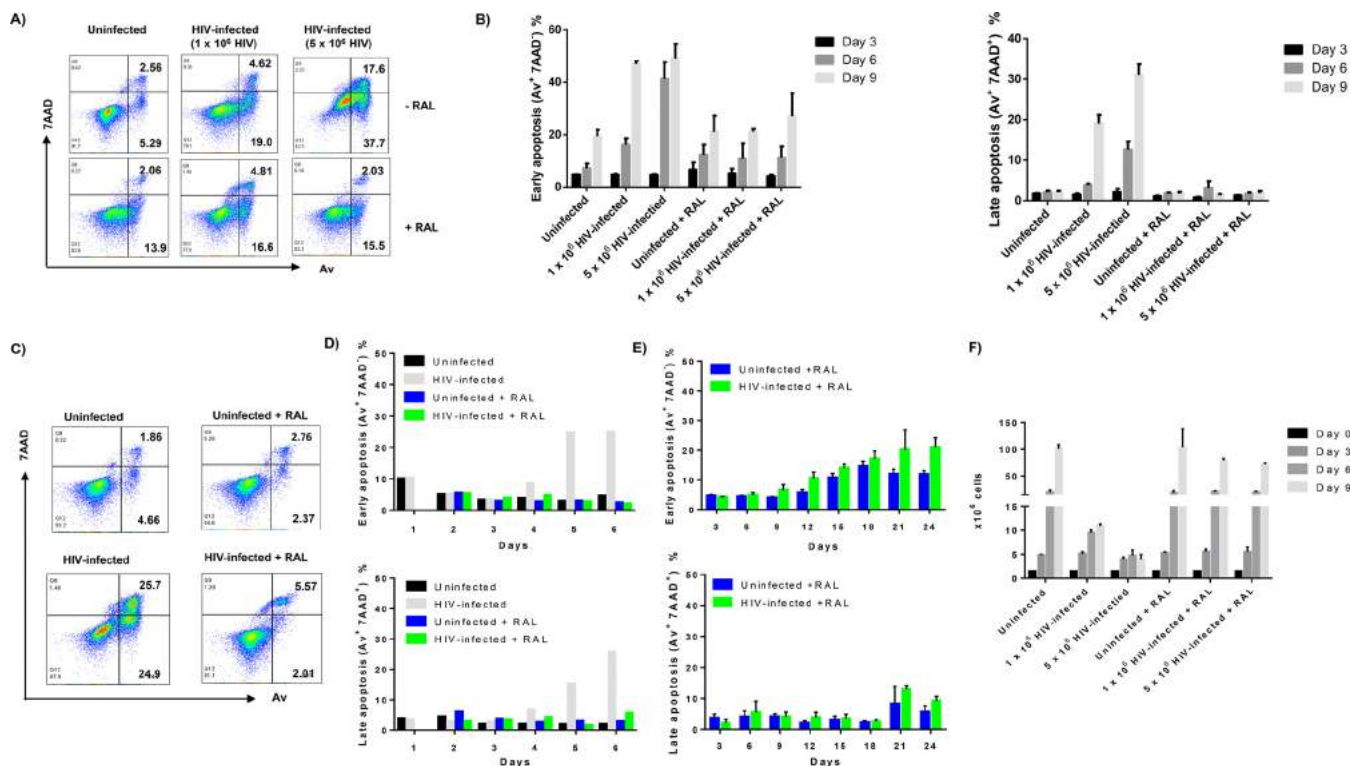 A)
Uninfected
HIV-infected
(1 x 10⁶ HIV)
HIV-infected
(5 x 10⁶ HIV)
2.56
4.62
17.6
5.29
19.0
37.7
- RAL
2.06
4.81
2.03
13.9
16.6
15.5
+ RAL
7AAD
Av
B)
Early apoptosis (Av⁺ 7AAD⁻) %
60
40
20
0
Day 3
Day 6
Day 9
Uninfected
1 x 10⁶ HIV-infected
5 x 10⁶ HIV-infectied
Uninfected + RAL
1 x 10⁶ HIV-infected + RAL
5 x 10⁶ HIV-infected + RAL
Late apoptosis (Av⁺ 7AAD⁺) %
40
30
20
10
0
Day 3
Day 6
Day 9
Uninfected
1 x 10⁶ HIV-infected
5 x 10⁶ HIV-infectied
Uninfected + RAL
1 x 10⁶ HIV-infected + RAL
5 x 10⁶ HIV-infected + RAL
C)
Uninfected
Uninfected + RAL
1.86
2.76
4.66
2.37
HIV-infected
HIV-infected + RAL
25.7
5.57
24.9
2.01
7AAD
Av
D)
Early apoptosis (Av⁺ 7AAD⁻) %
50
40
30
20
10
0
Uninfected
HIV-infected
Uninfected + RAL
HIV-infected + RAL
1 2 3 4 5 6
Days
Late apoptosis (Av⁺ 7AAD⁺) %
50
40
30
20
10
0
Uninfected
HIV-infected
Uninfected + RAL
HIV-infected + RAL
1 2 3 4 5 6
Days
E)
Early apoptosis (Av⁺ 7AAD⁻) %
50
40
30
20
10
0
Uninfected +RAL
HIV-infected + RAL
3 6 9 12 15 18 21 24
Days
Late apoptosis (Av⁺ 7AAD⁺) %
50
40
30
20
10
0
Uninfected +RAL
HIV-infected +RAL
3 6 9 12 15 18 21 24
Days
F)
x10⁶ cells
150
100
50
15
10
5
0
Day 0
Day 3
Day 6
Day 9
Uninfected
1 x 10⁶ HIV-infected
5 x 10⁶ HIV-infectied
Uninfected + RAL
1 x 10⁶ HIV-infected + RAL
5 x 10⁶ HIV-infected + RAL